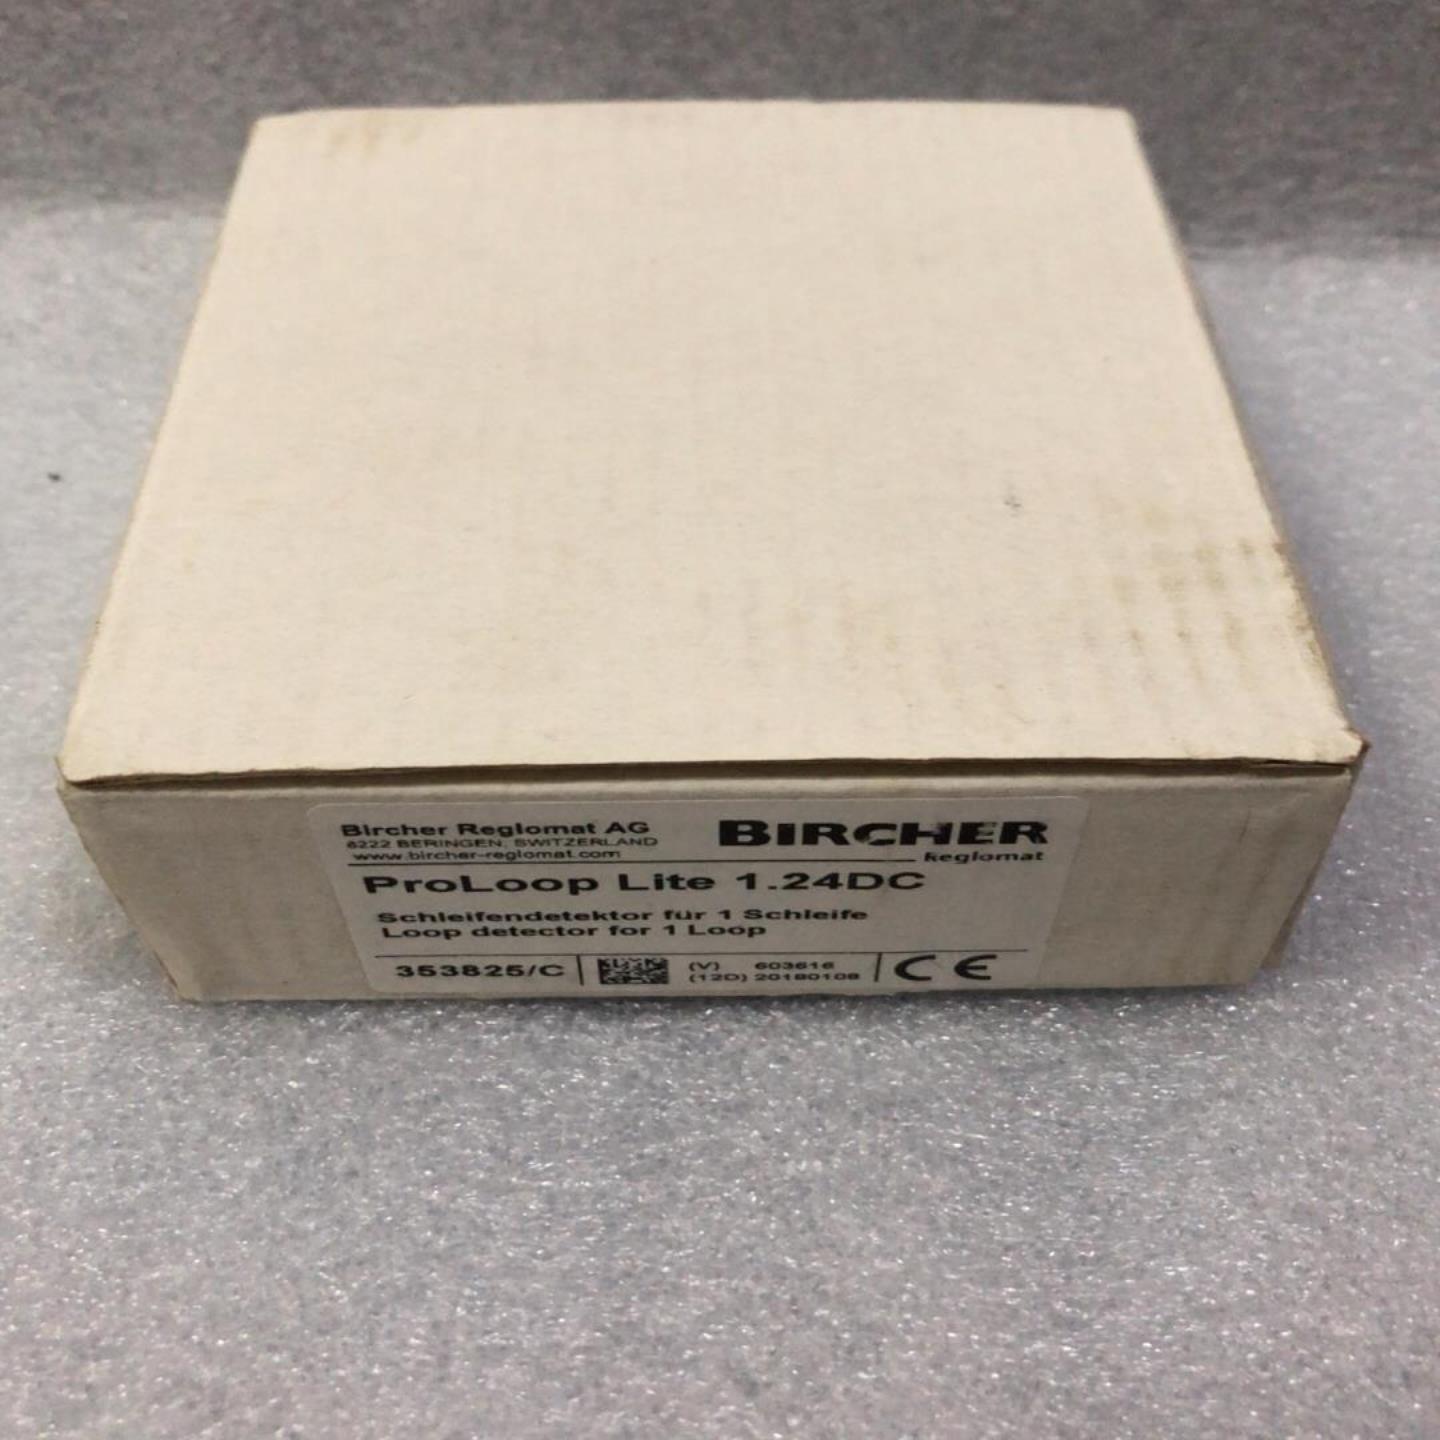 Bircher Reglomat AG
8222 BERINGEN, SWITZERLAND
www.bircher-reglomat.com
BIRCHER
Reglomat
ProLoop Lite 1.24DC
Schleifendetektor für 1 Schleife
Loop detector for 1 Loop
353825/C
(V) 603616
(12D) 20180108
CE